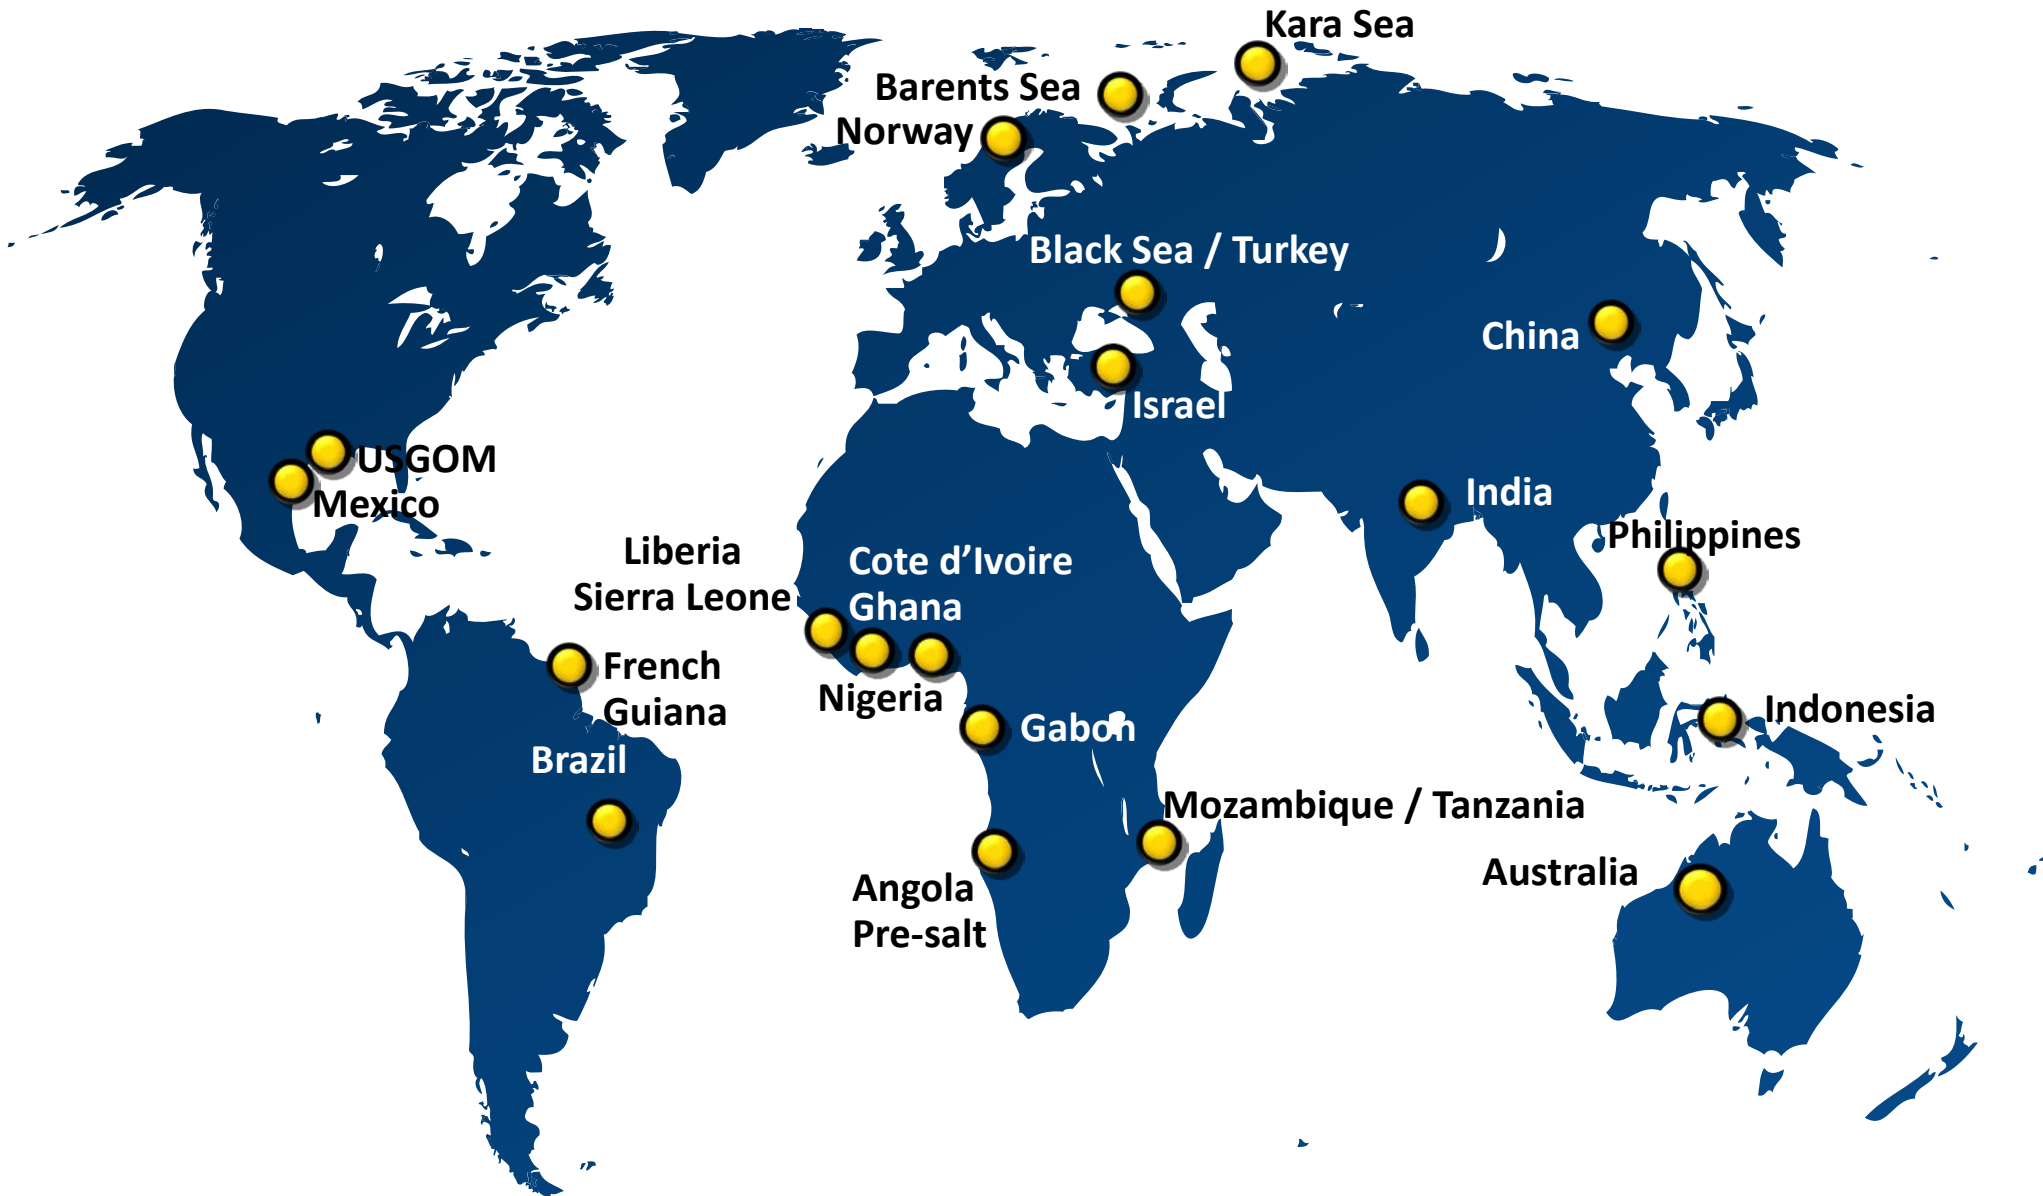 Kara Sea
Barents Sea
Norway
Black Sea / Turkey
China
Israel
USGOM
Mexico
India
Philippines
Liberia
Sierra Leone
Cote d’Ivoire
Ghana
French
Guiana
Nigeria
Gabon
Indonesia
Brazil
Mozambique / Tanzania
Australia
Angola
Pre-salt